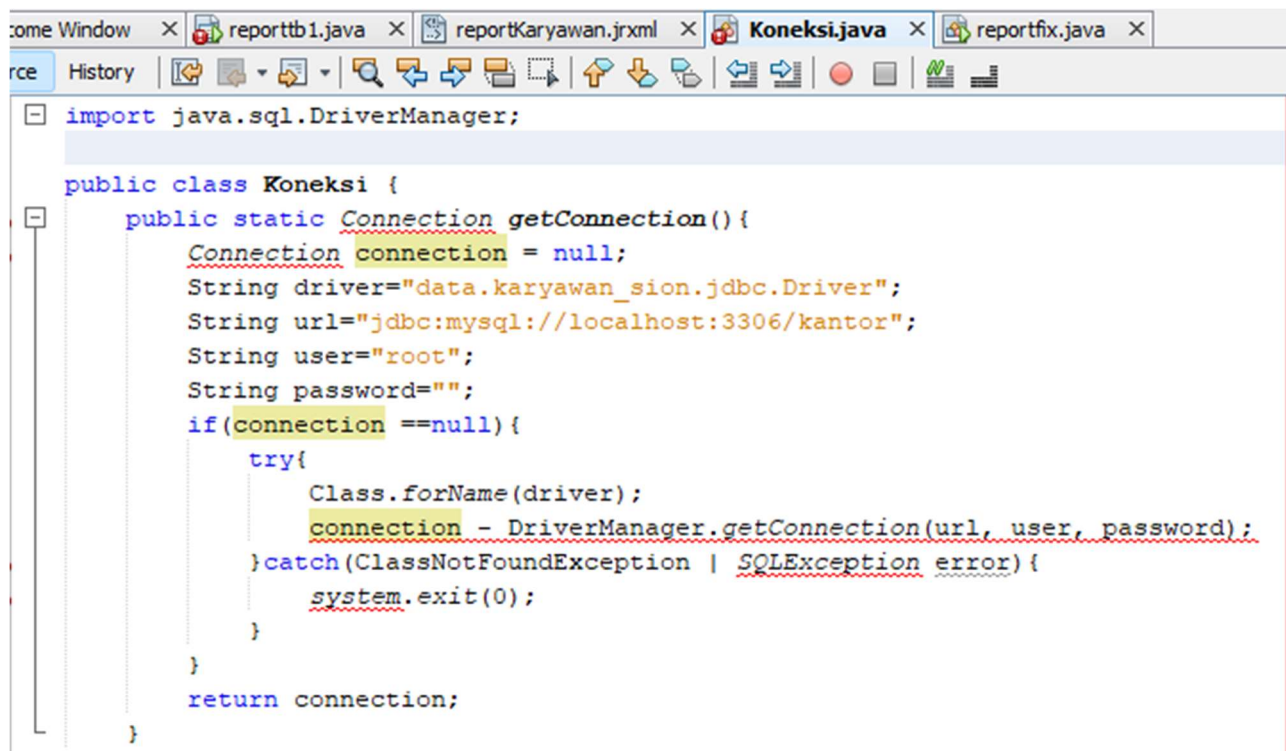 come Window reporttb1.java reportKaryawan.jrxml Koneksi.java reportfix.java
rce History
import java.sql.DriverManager;
public class Koneksi {
public static Connection getConnection(){
Connection connection = null;
String driver="data.karyawan_sion.jdbc.Driver";
String url="jdbc:mysql://localhost:3306/kantor";
String user="root";
String password="";
if(connection ==null){
try{
Class.forName(driver);
connection - DriverManager.getConnection(url, user, password);
}catch(ClassNotFoundException | SQLException error){
system.exit(0);
}
}
return connection;
}